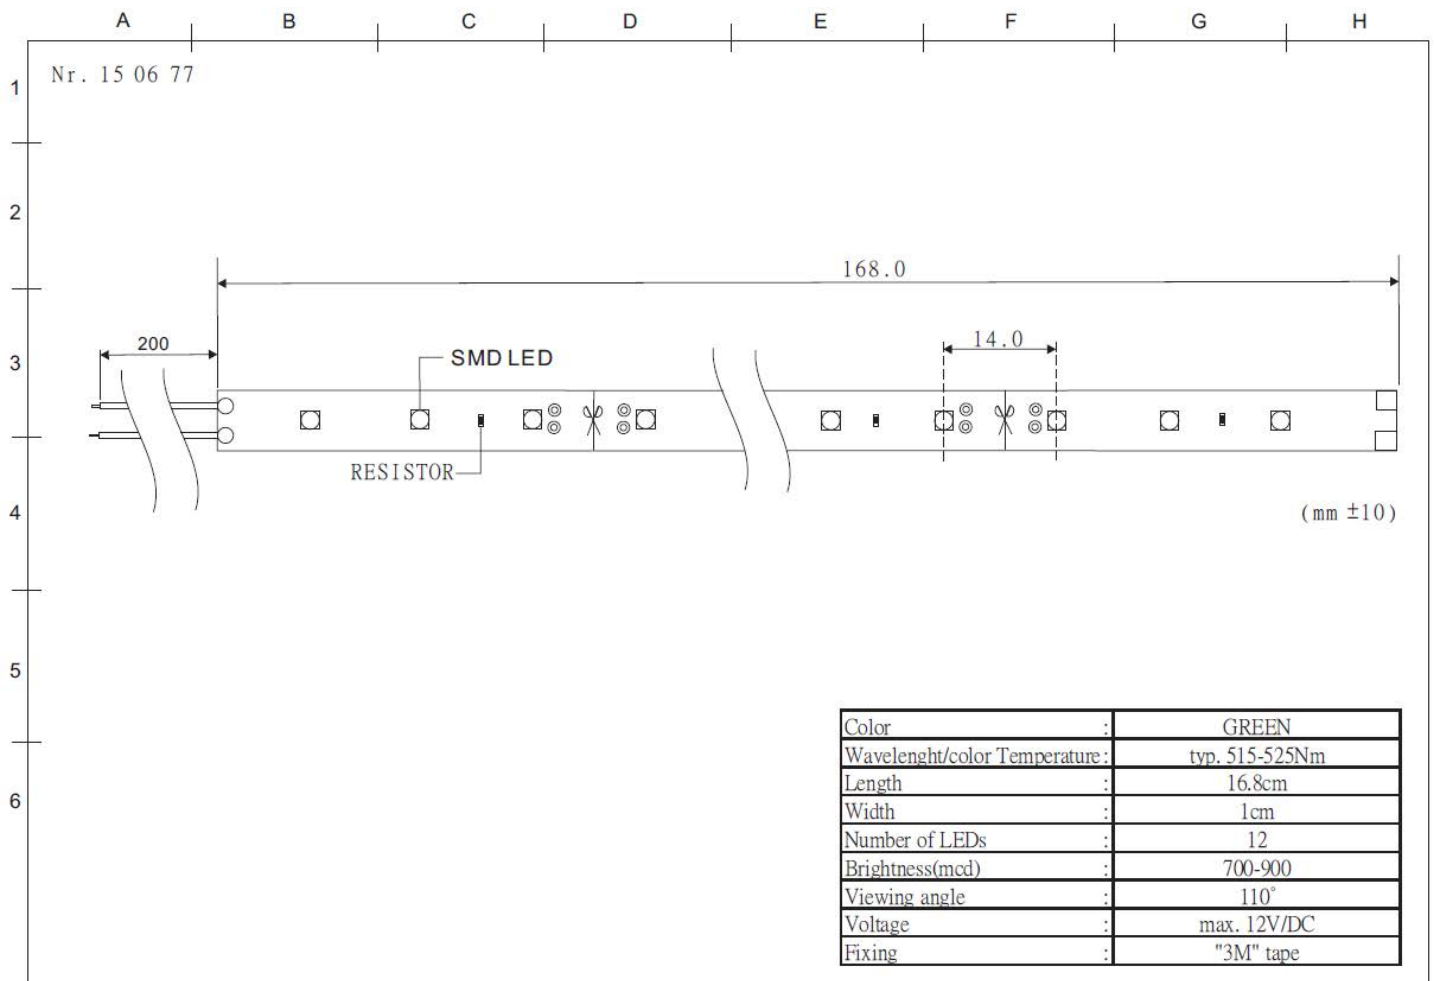 A B C D E F G H
1
Nr. 15 06 77
2
168.0
3
200
SMD LED
14.0
RESISTOR
4
(mm ±10)
5
Color : GREEN
Wavelenght/color Temperature : typ. 515-525Nm
Length : 16.8cm
6
Width : 1cm
Number of LEDs : 12
Brightness(mcd) : 700-900
Viewing angle : 110°
Voltage : max. 12V/DC
Fixing : "3M" tape